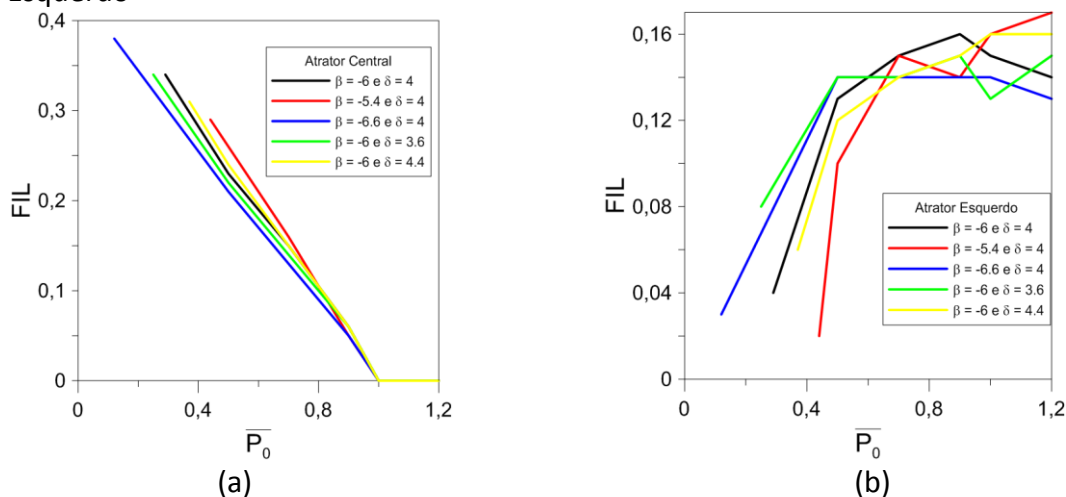 Esquerdo
0,4
0,3
0,2
0,1
0
FIL
Atrator Central
β = -6 e δ = 4
β = -5.4 e δ = 4
β = -6.6 e δ = 4
β = -6 e δ = 3.6
β = -6 e δ = 4.4
0 0,4 0,8 1,2
P₀
(a)
0,16
0,12
0,08
0,04
0
FIL
Atrator Esquerdo
β = -6 e δ = 4
β = -5.4 e δ = 4
β = -6.6 e δ = 4
β = -6 e δ = 3.6
β = -6 e δ = 4.4
0 0,4 0,8 1,2
P₀
(b)